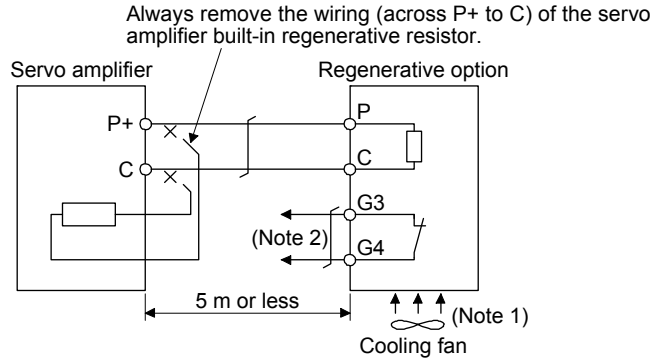 Always remove the wiring (across P+ to C) of the servo
amplifier built-in regenerative resistor.
Servo amplifier
Regenerative option
P+
P
C
C
G3
(Note 2)
G4
5 m or less
(Note 1)
Cooling fan